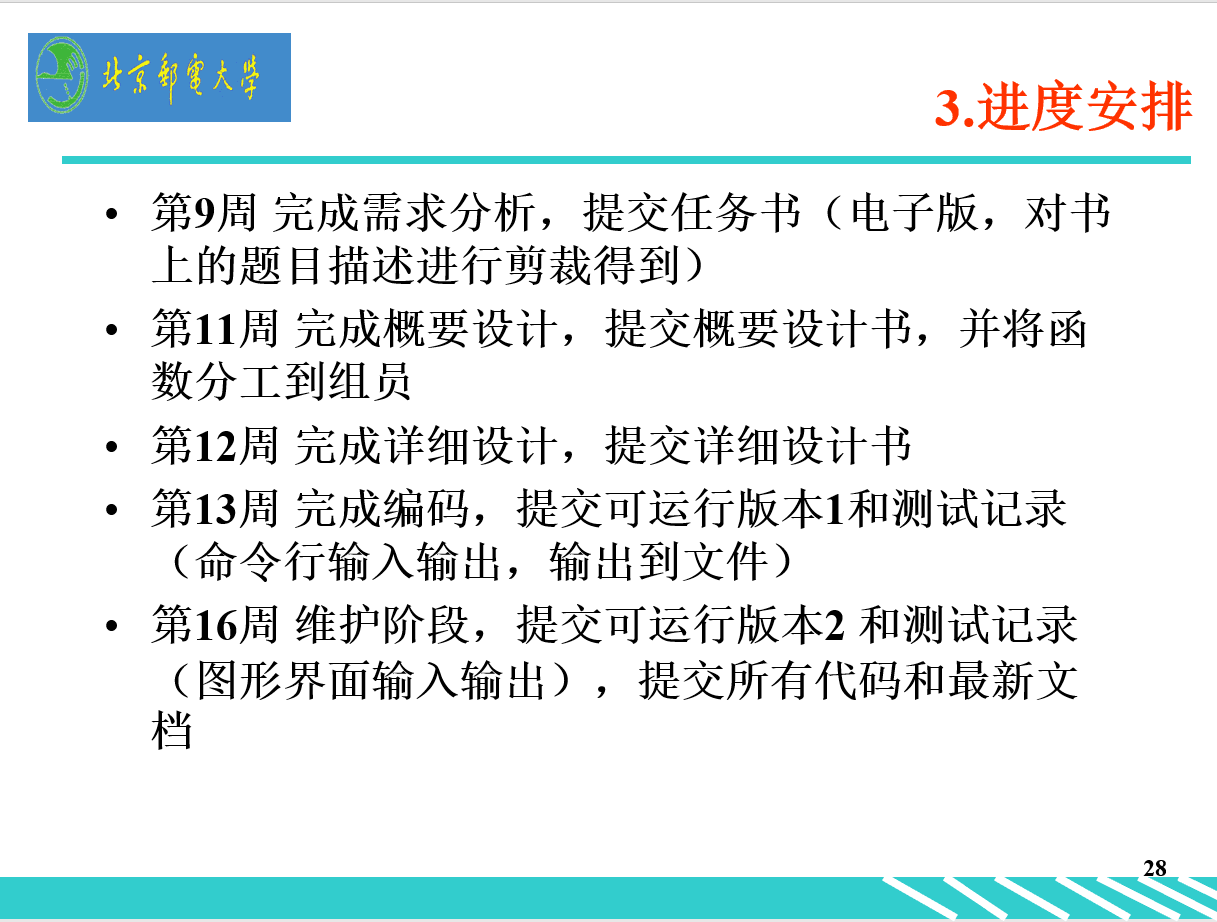 北京郵電大學
3.进度安排
• 第9周 完成需求分析，提交任务书（电子版，对书
上的题目描述进行剪裁得到）
• 第11周 完成概要设计，提交概要设计书，并将函
数分工到组员
• 第12周 完成详细设计，提交详细设计书
• 第13周 完成编码，提交可运行版本1和测试记录
（命令行输入输出，输出到文件）
• 第16周 维护阶段，提交可运行版本2 和测试记录
（图形界面输入输出），提交所有代码和最新文
档
28